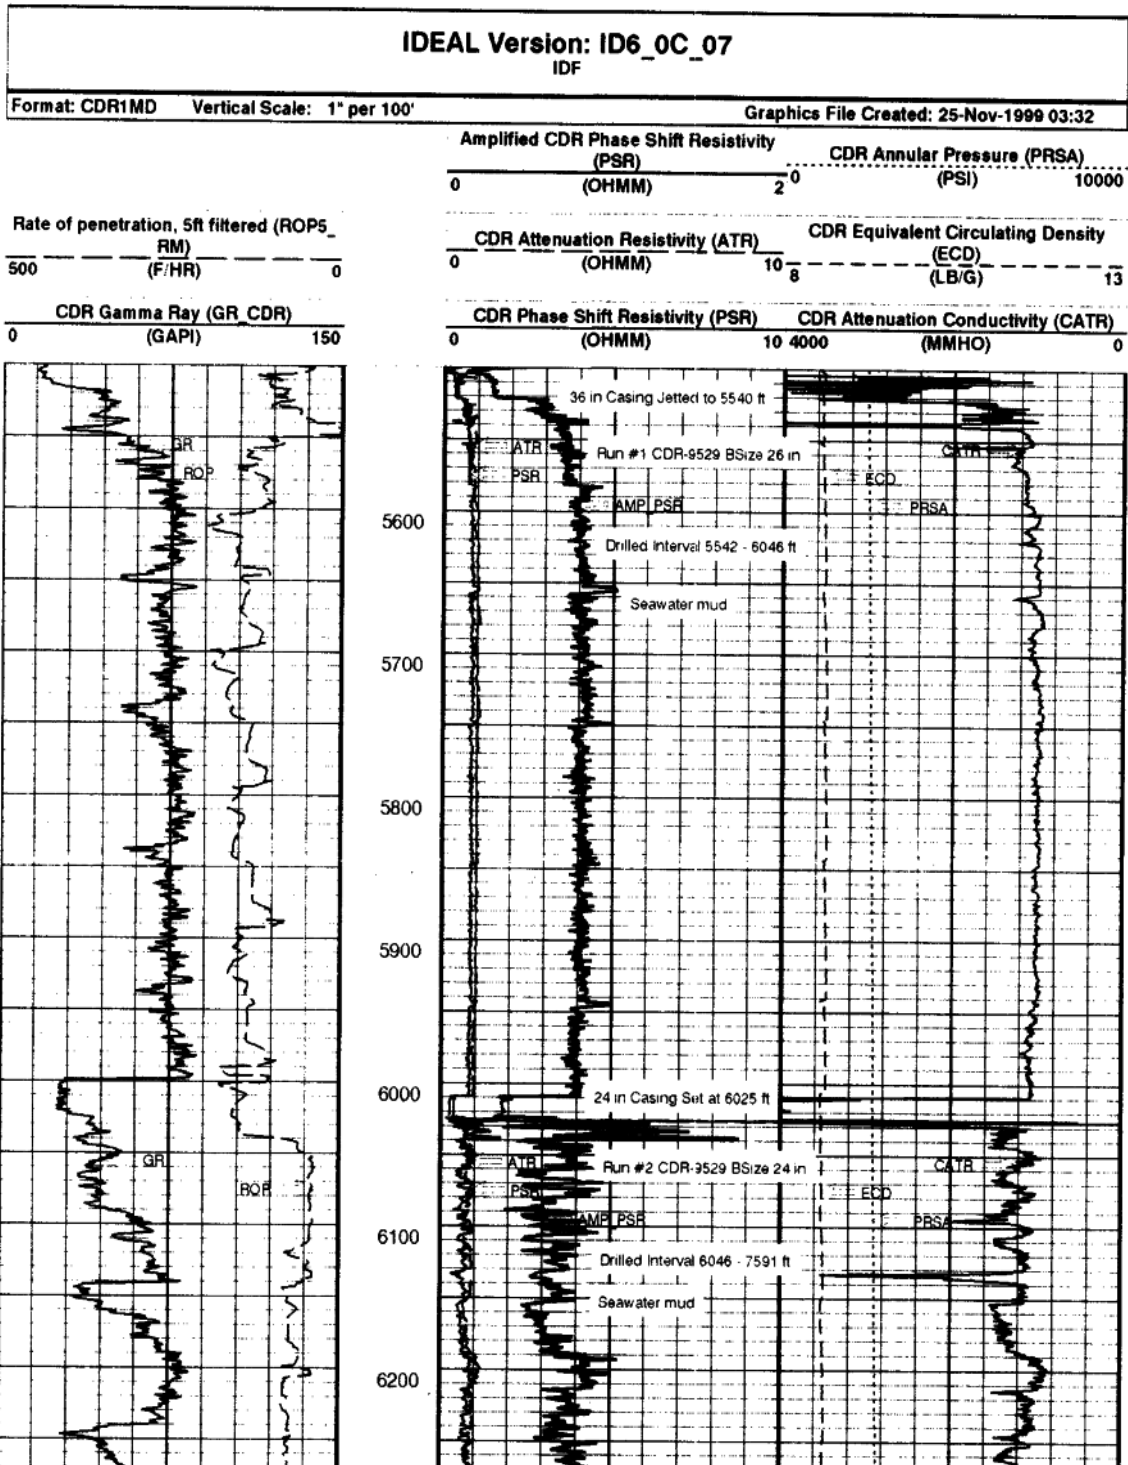 IDEAL Version: ID6_0C_07
IDF
Format: CDR1MD Vertical Scale: 1" per 100' Graphics File Created: 25-Nov-1999 03:32
Amplified CDR Phase Shift Resistivity
(PSR)
0 (OHMM) 2
CDR Annular Pressure (PRSA)
0 (PSI) 10000
Rate of penetration, 5ft filtered (ROP5_
RM)
500 (F/HR) 0
CDR Attenuation Resistivity (ATR)
0 (OHMM) 10
CDR Equivalent Circulating Density
(ECD)
8 (LB/G) 13
CDR Gamma Ray (GR_CDR)
0 (GAPI) 150
CDR Phase Shift Resistivity (PSR)
0 (OHMM) 10
CDR Attenuation Conductivity (CATR)
4000 (MMHO) 0
36 in Casing Jetted to 5540 ft
GR
ATR
Run #1 CDR-9529 BSize 26 in
CATR
ROP
PSR
ECD
AMP_PSR
PRSA
5600
Drilled Interval 5542 - 6046 ft
Seawater mud
5700
5800
5900
6000
24 in Casing Set at 6025 ft
GR
ATR
Run #2 CDR-9529 BSize 24 in
CATR
ROP
PSR
ECD
AMP_PSR
PRSA
6100
Drilled Interval 6046 - 7591 ft
Seawater mud
6200